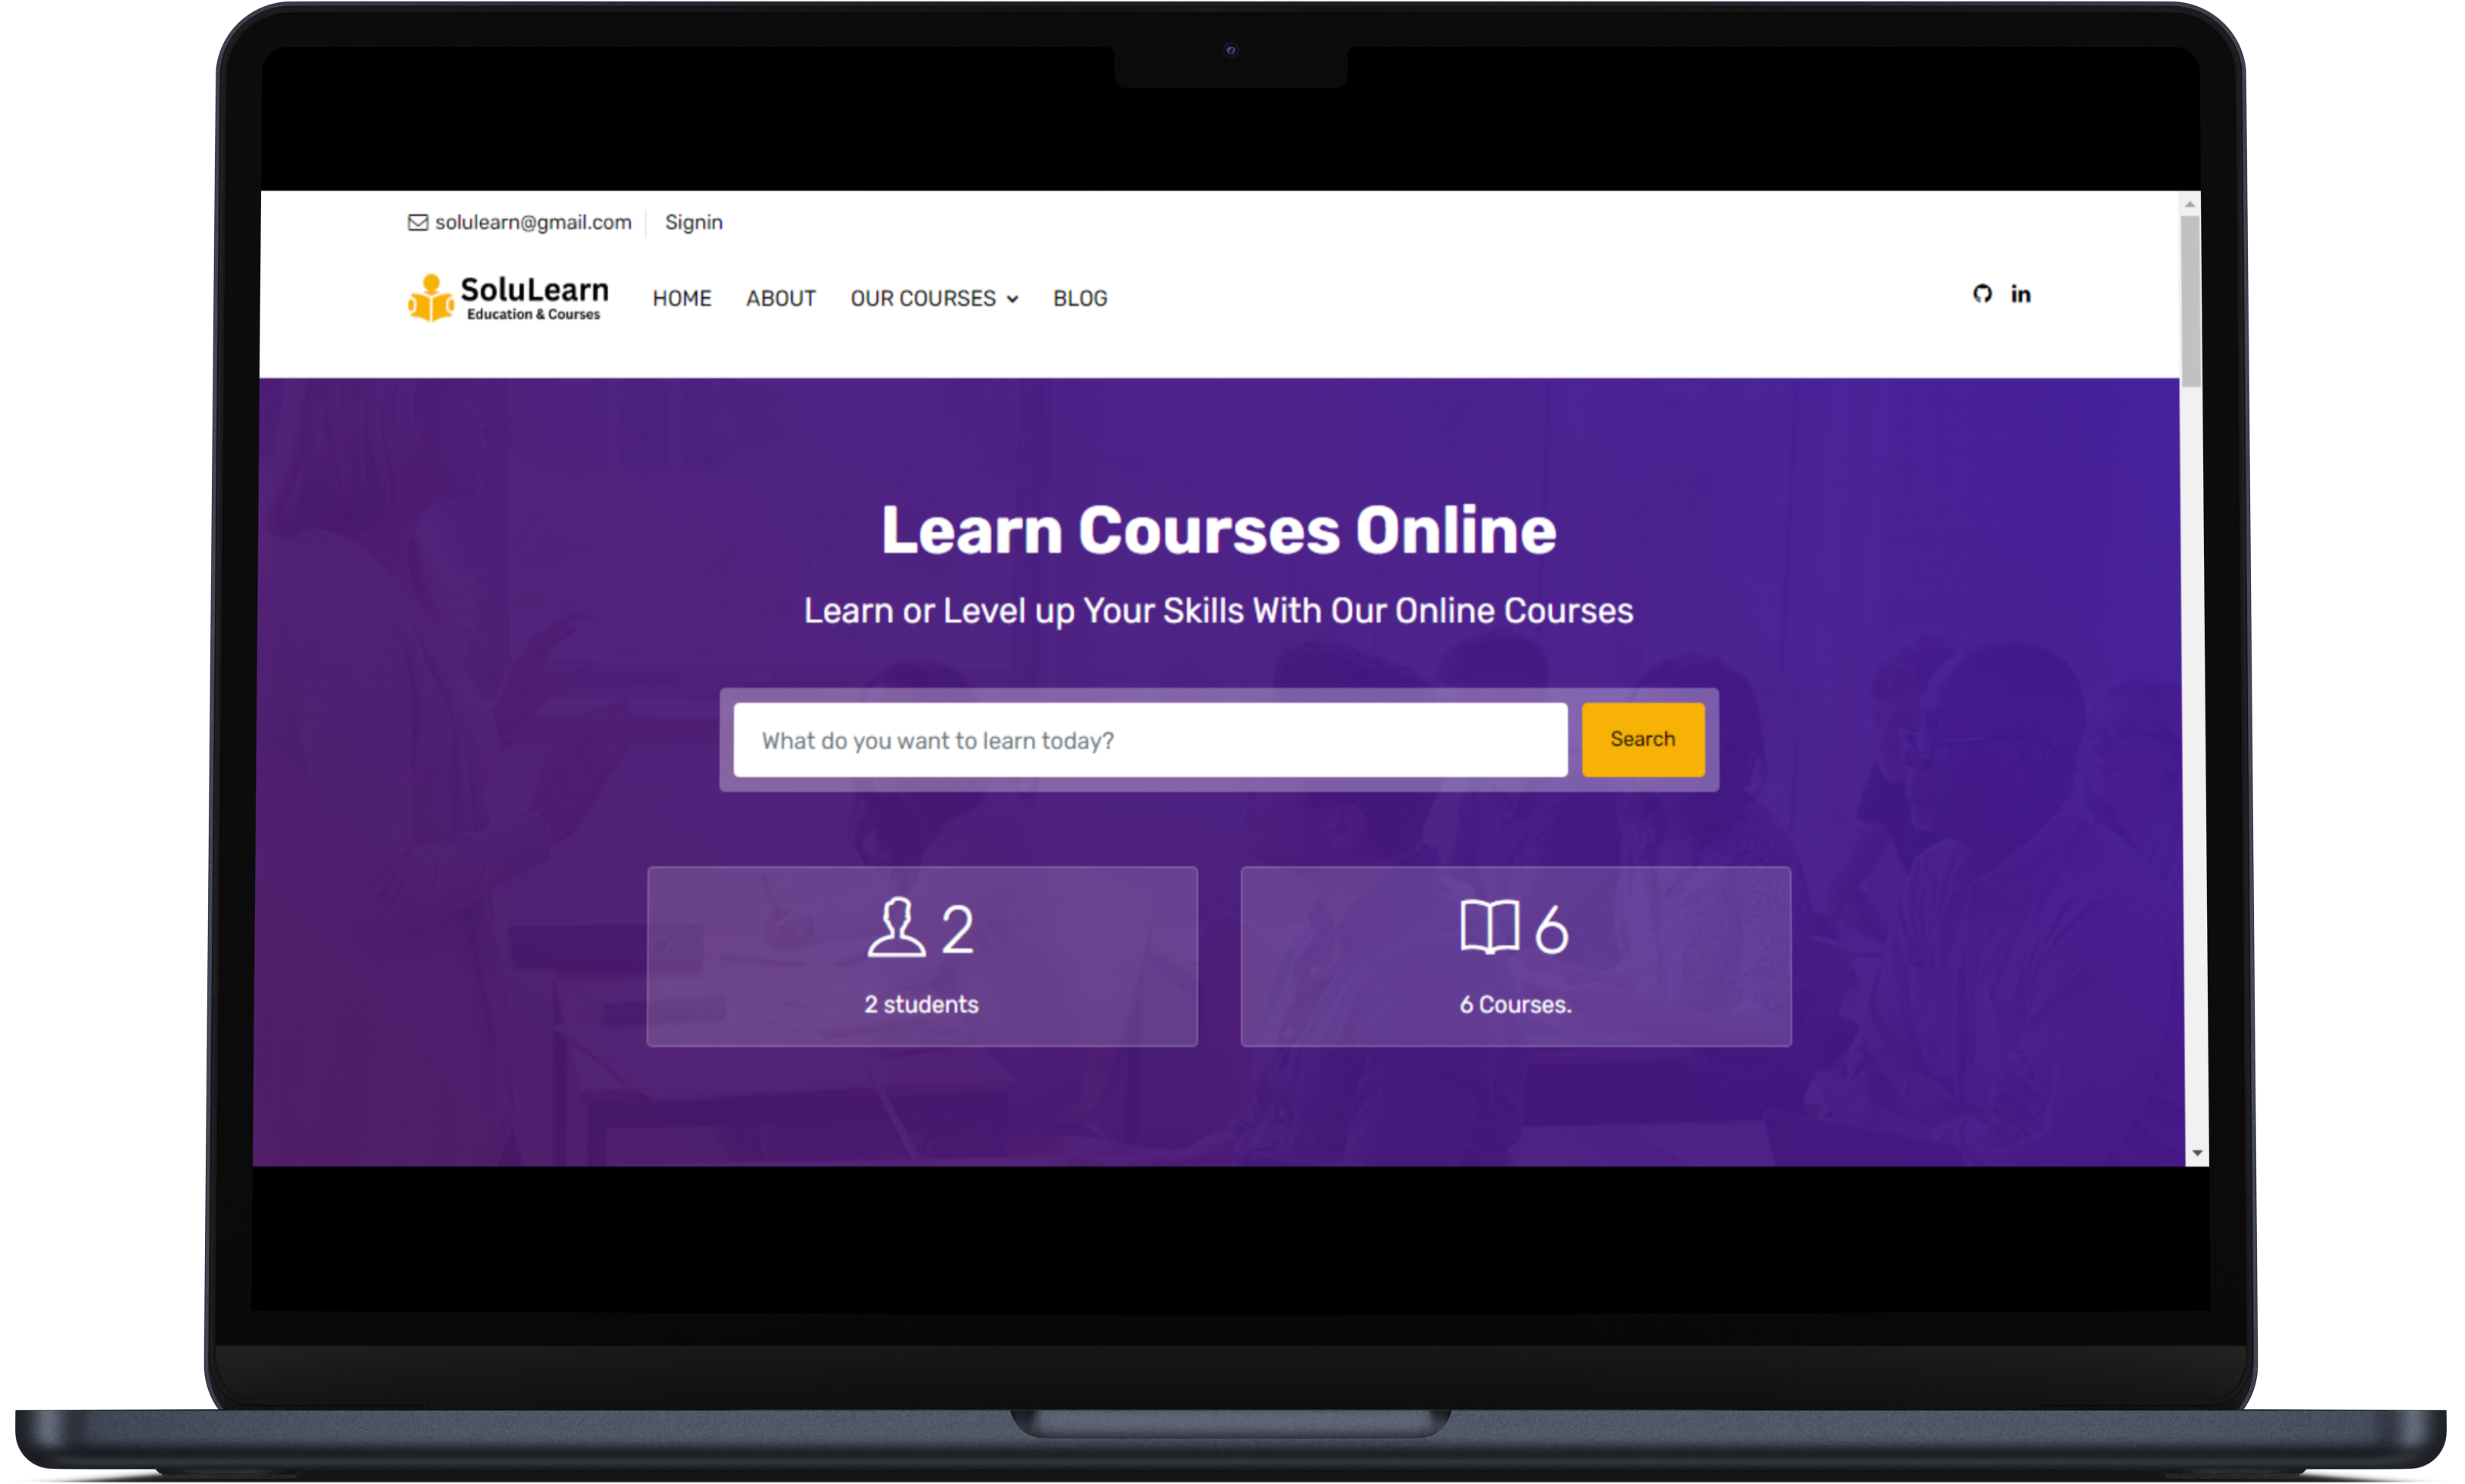 solulearn@gmail.com Signin
SoluLearn
Education & Courses
HOME ABOUT OUR COURSES BLOG
in
Learn Courses Online
Learn or Level up Your Skills With Our Online Courses
What do you want to learn today? Search
2
2 students
6
6 Courses.